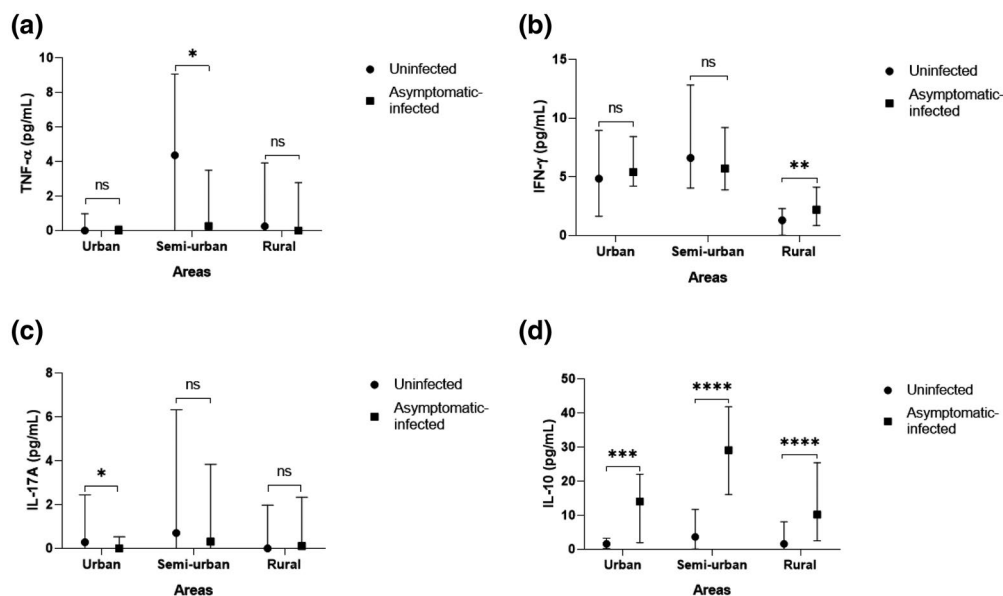 (a)
TNF-α (pg/mL)
10
8
6
4
2
0
ns
*
ns
Urban
Semi-urban
Rural
Areas
Uninfected
Asymptomatic-
infected
(b)
IFN-γ (pg/mL)
15
10
5
0
ns
ns
**
Urban
Semi-urban
Rural
Areas
Uninfected
Asymptomatic-
infected
(c)
IL-17A (pg/mL)
8
6
4
2
0
*
ns
ns
Urban
Semi-urban
Rural
Areas
Uninfected
Asymptomatic-
infected
(d)
IL-10 (pg/mL)
50
40
30
20
10
0
***
****
****
Urban
Semi-urban
Rural
Areas
Uninfected
Asymptomatic-
infected